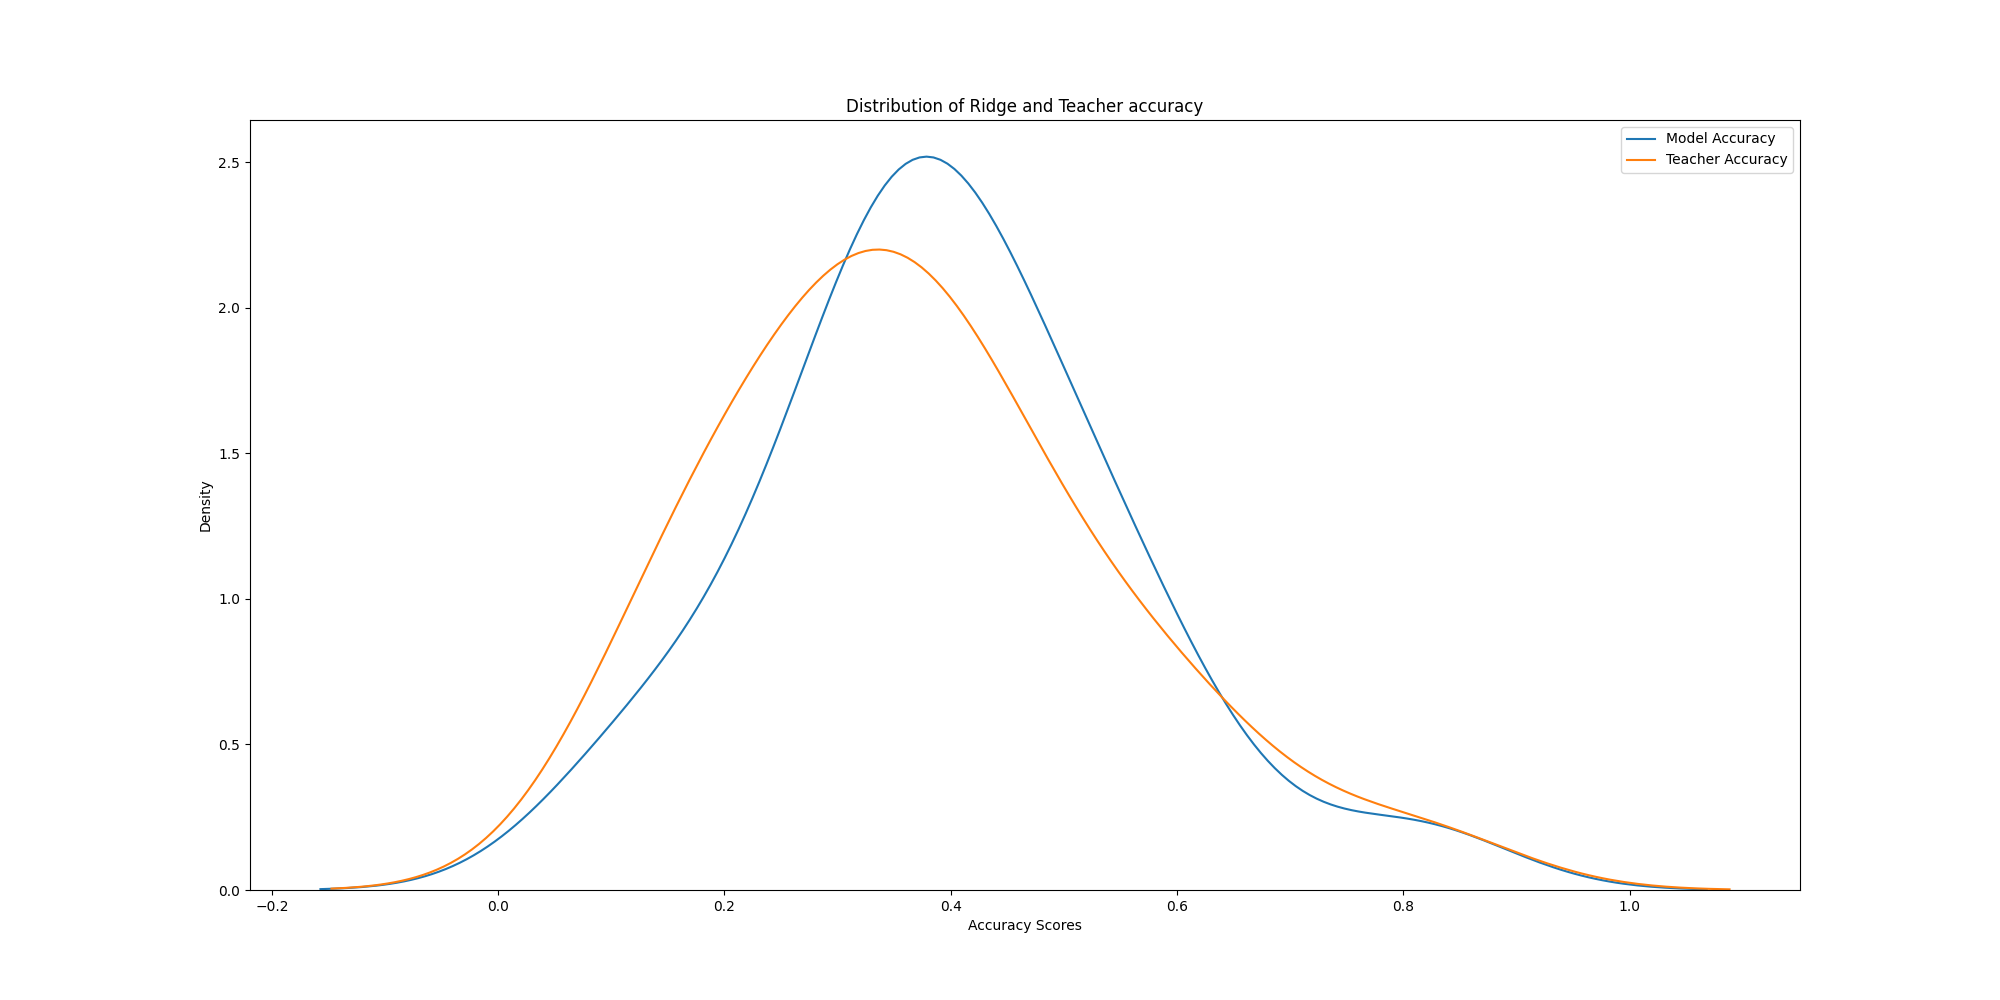 Distribution of Ridge and Teacher accuracy
Model Accuracy
Teacher Accuracy
2.5
2.0
1.5
1.0
0.5
0.0
Density
−0.2 0.0 0.2 0.4 0.6 0.8 1.0
Accuracy Scores